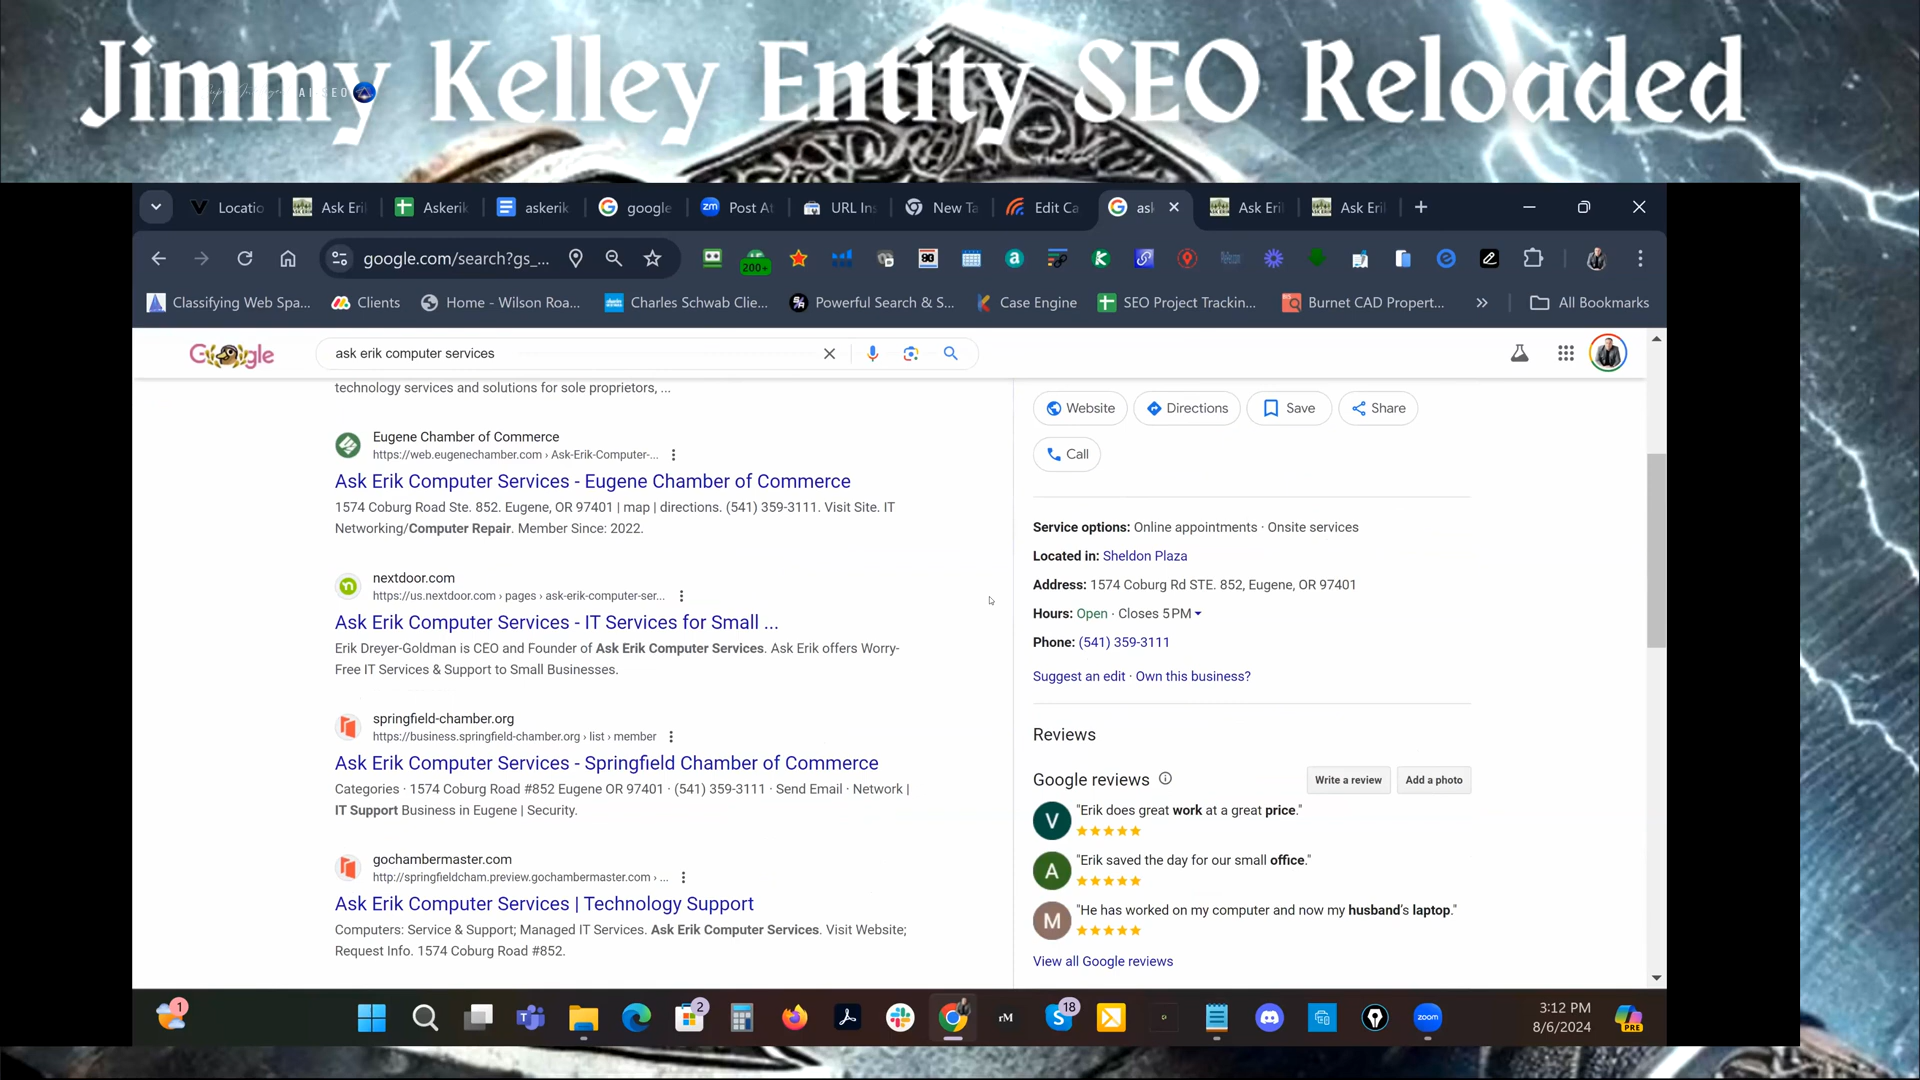 Jimmy Kelley Entity SEO Reloaded
AI SEO
Locatio
Ask Eri
Askerik
askerik
google
zm
Post At
URL Ins
New Ta
Edit Ca
ask
Ask Eri
Ask Eri
google.com/search?gs_...
200+
90
Classifying Web Spa...
Clients
Home - Wilson Roa...
Charles Schwab Clie...
Powerful Search & S...
Case Engine
SEO Project Trackin...
Burnet CAD Propert...
All Bookmarks
Google
ask erik computer services
technology services and solutions for sole proprietors, ...
Eugene Chamber of Commerce
https://web.eugenechamber.com › Ask-Erik-Computer-...
Ask Erik Computer Services - Eugene Chamber of Commerce
1574 Coburg Road Ste. 852. Eugene, OR 97401 | map | directions. (541) 359-3111. Visit Site. IT
Networking/Computer Repair. Member Since: 2022.
nextdoor.com
https://us.nextdoor.com › pages › ask-erik-computer-ser...
Ask Erik Computer Services - IT Services for Small ...
Erik Dreyer-Goldman is CEO and Founder of Ask Erik Computer Services. Ask Erik offers Worry-
Free IT Services & Support to Small Businesses.
springfield-chamber.org
https://business.springfield-chamber.org › list › member
Ask Erik Computer Services - Springfield Chamber of Commerce
Categories · 1574 Coburg Road #852 Eugene OR 97401 · (541) 359-3111 · Send Email · Network |
IT Support Business in Eugene | Security.
gochambermaster.com
http://springfieldcham.preview.gochambermaster.com › ...
Ask Erik Computer Services | Technology Support
Computers: Service & Support; Managed IT Services. Ask Erik Computer Services. Visit Website;
Request Info. 1574 Coburg Road #852.
Website
Directions
Save
Share
Call
Service options: Online appointments · Onsite services
Located in: Sheldon Plaza
Address: 1574 Coburg Rd STE. 852, Eugene, OR 97401
Hours: Open · Closes 5 PM
Phone: (541) 359-3111
Suggest an edit · Own this business?
Reviews
Google reviews
Write a review
Add a photo
V
"Erik does great work at a great price."
A
"Erik saved the day for our small office."
M
"He has worked on my computer and now my husband's laptop."
View all Google reviews
1
2
rM
18
zoom
3:12 PM
8/6/2024
PRE